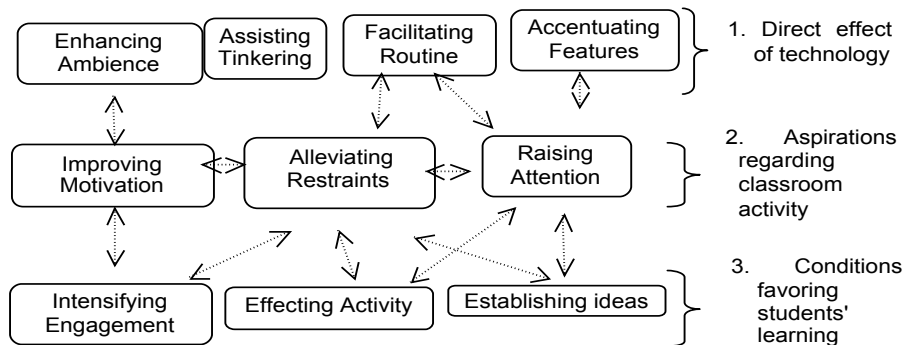 Enhancing
Ambience
Assisting
Tinkering
Facilitating
Routine
Accentuating
Features
1. Direct effect
of technology
Improving
Motivation
Alleviating
Restraints
Raising
Attention
2. Aspirations
regarding
classroom
activity
Intensifying
Engagement
Effecting Activity
Establishing ideas
3. Conditions
favoring
students'
learning